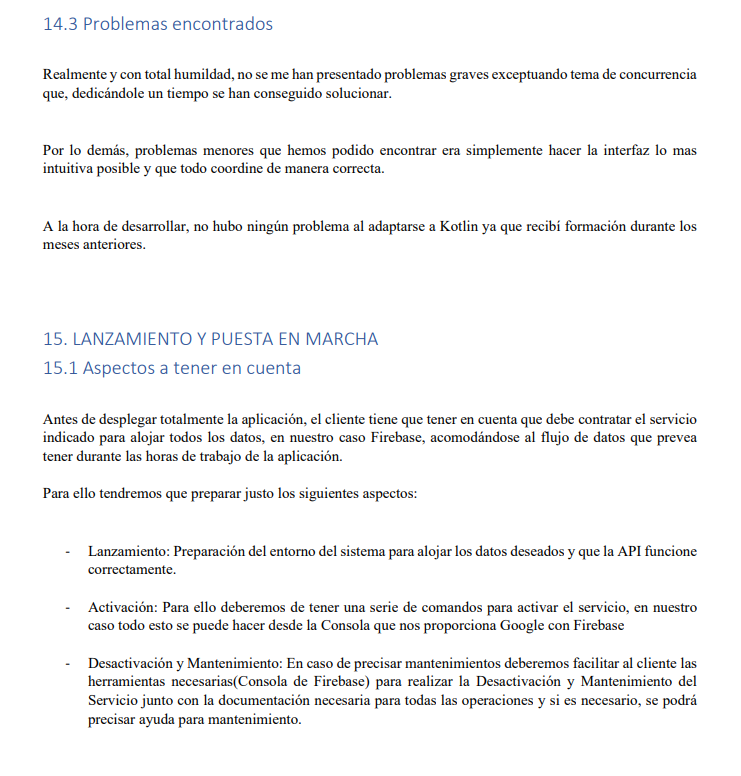 14.3 Problemas encontrados
Realmente y con total humildad, no se me han presentado problemas graves exceptuando tema de concurrencia
que, dedicándole un tiempo se han conseguido solucionar.
Por lo demás, problemas menores que hemos podido encontrar era simplemente hacer la interfaz lo mas
intuitiva posible y que todo coordine de manera correcta.
A la hora de desarrollar, no hubo ningún problema al adaptarse a Kotlin ya que recibí formación durante los
meses anteriores.
15. LANZAMIENTO Y PUESTA EN MARCHA
15.1 Aspectos a tener en cuenta
Antes de desplegar totalmente la aplicación, el cliente tiene que tener en cuenta que debe contratar el servicio
indicado para alojar todos los datos, en nuestro caso Firebase, acomodándose al flujo de datos que prevea
tener durante las horas de trabajo de la aplicación.
Para ello tendremos que preparar justo los siguientes aspectos:
- Lanzamiento: Preparación del entorno del sistema para alojar los datos deseados y que la API funcione
correctamente.
- Activación: Para ello deberemos de tener una serie de comandos para activar el servicio, en nuestro
caso todo esto se puede hacer desde la Consola que nos proporciona Google con Firebase
- Desactivación y Mantenimiento: En caso de precisar mantenimientos deberemos facilitar al cliente las
herramientas necesarias(Consola de Firebase) para realizar la Desactivación y Mantenimiento del
Servicio junto con la documentación necesaria para todas las operaciones y si es necesario, se podrá
precisar ayuda para mantenimiento.